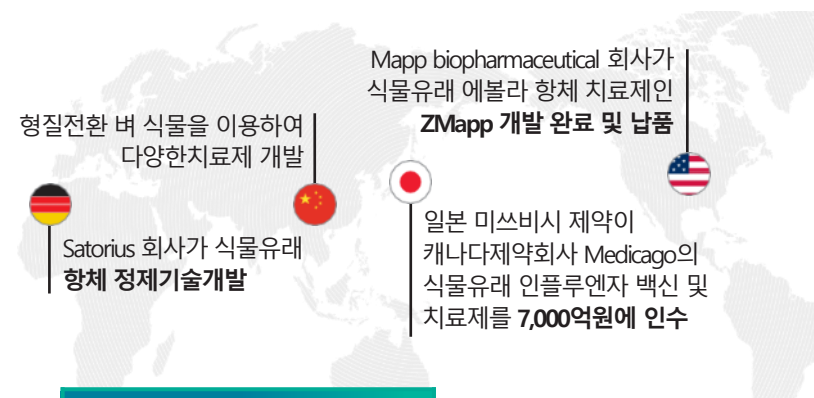 Mapp biopharmaceutical 회사가
식물유래 에볼라 항체 치료제인
ZMapp 개발 완료 및 납품
형질전환 벼 식물을 이용하여
다양한치료제 개발
Satorius 회사가 식물유래
항체 정제기술개발
일본 미쓰비시 제약이
캐나다제약회사 Medicago의
식물유래 인플루엔자 백신 및
치료제를 7,000억원에 인수